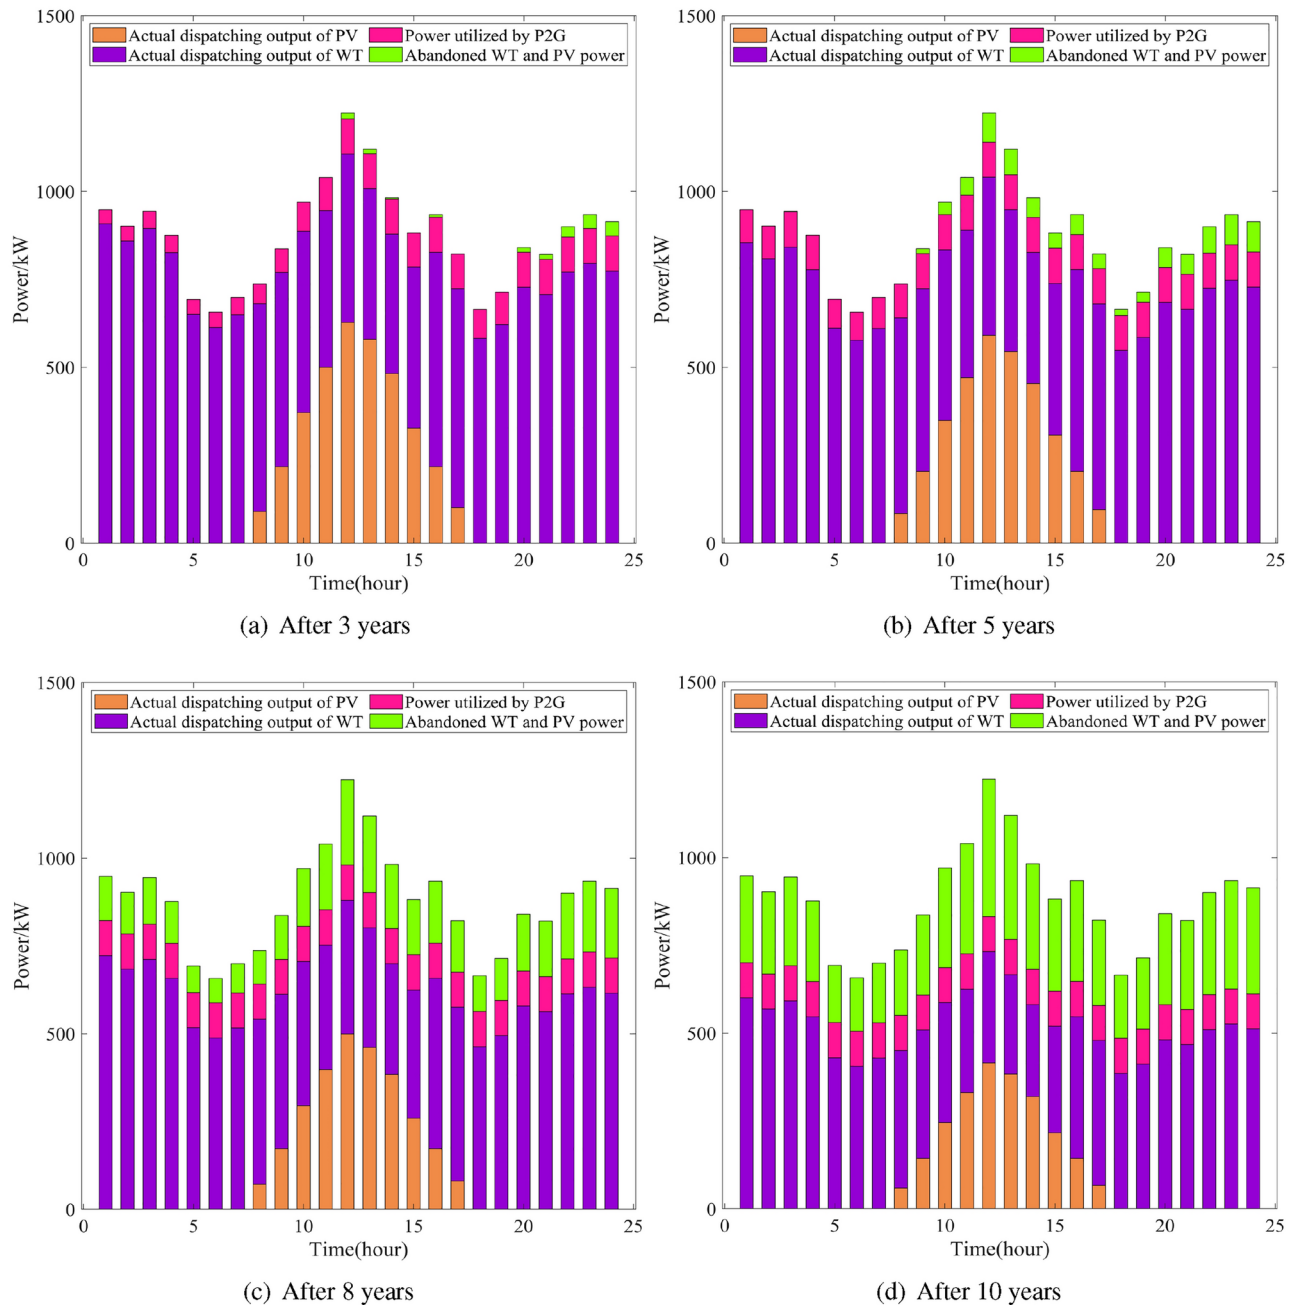 1500
Actual dispatching output of PV
Power utilized by P2G
Actual dispatching output of WT
Abandoned WT and PV power
1000
500
0
Power/kW
0 5 10 15 20 25
Time(hour)
(a) After 3 years
1500
Actual dispatching output of PV
Power utilized by P2G
Actual dispatching output of WT
Abandoned WT and PV power
1000
500
0
Power/kW
0 5 10 15 20 25
Time(hour)
(b) After 5 years
1500
Actual dispatching output of PV
Power utilized by P2G
Actual dispatching output of WT
Abandoned WT and PV power
1000
500
0
Power/kW
0 5 10 15 20 25
Time(hour)
(c) After 8 years
1500
Actual dispatching output of PV
Power utilized by P2G
Actual dispatching output of WT
Abandoned WT and PV power
1000
500
0
Power/kW
0 5 10 15 20 25
Time(hour)
(d) After 10 years